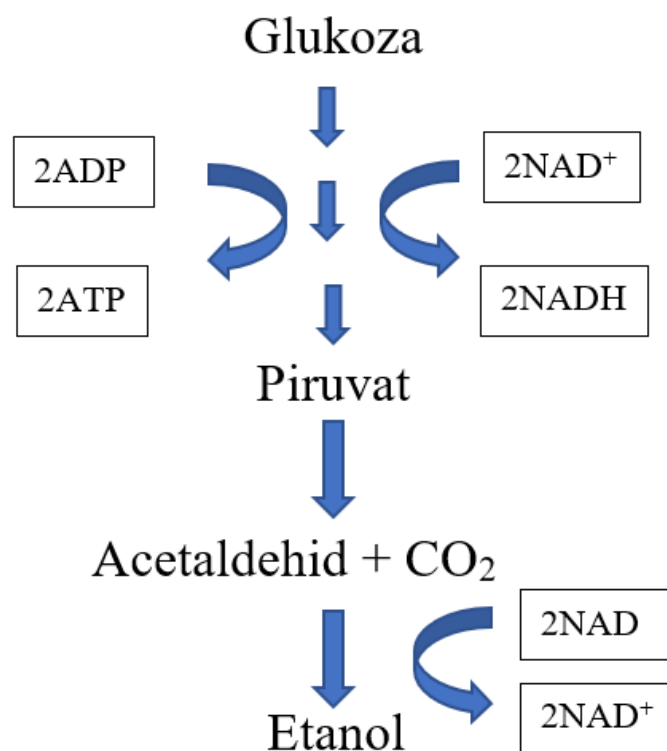 Glukoza
2ADP
2NAD⁺
2ATP
2NADH
Piruvat
Acetaldehid + CO₂
2NAD
2NAD⁺
Etanol